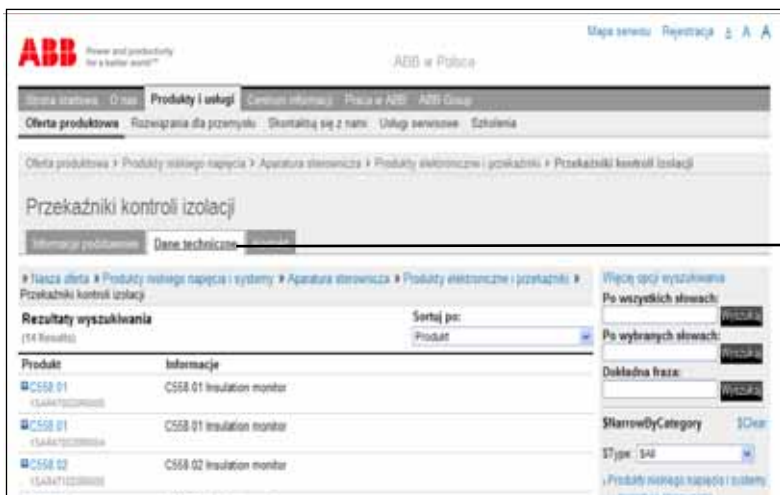 Mapa serwisu Rejestracja A A A
ABB Power and productivity
for a better world™
ABB w Polsce
Strona startowa O nas Produkty i usługi Centrum informacji Praca w ABB ABB Group
Oferta produktowa Rozwiązania dla przemysłu Skontaktuj się z nami Usługi serwisowe Szkolenia
Oferta produktowa Produkty niskiego napięcia Aparatura sterownicza Produkty elektroniczne i przekaźniki Przekaźniki kontroli izolacji
Przekaźniki kontroli izolacji
Informacje podstawowe Dane techniczne
Nasza oferta Produkty niskiego napięcia i systemy Aparatura sterownicza Produkty elektroniczne i przekaźniki
Przekaźniki kontroli izolacji
Rezultaty wyszukiwania
(14 Results)
Sortuj po:
Produkt
Produkt Informacje
C558.01 C558.01 Insulation monitor
C558.01 C558.01 Insulation monitor
C558.02 C558.02 Insulation monitor
Więcej opcji wyszukiwania
Po wszystkich słowach:
Wyszukaj
Po wybranych słowach:
Wyszukaj
Dokładna fraza:
Wyszukaj
$NarrowByCategory $Clear
$Type: $All
Produkty niskiego napięcia i systemy